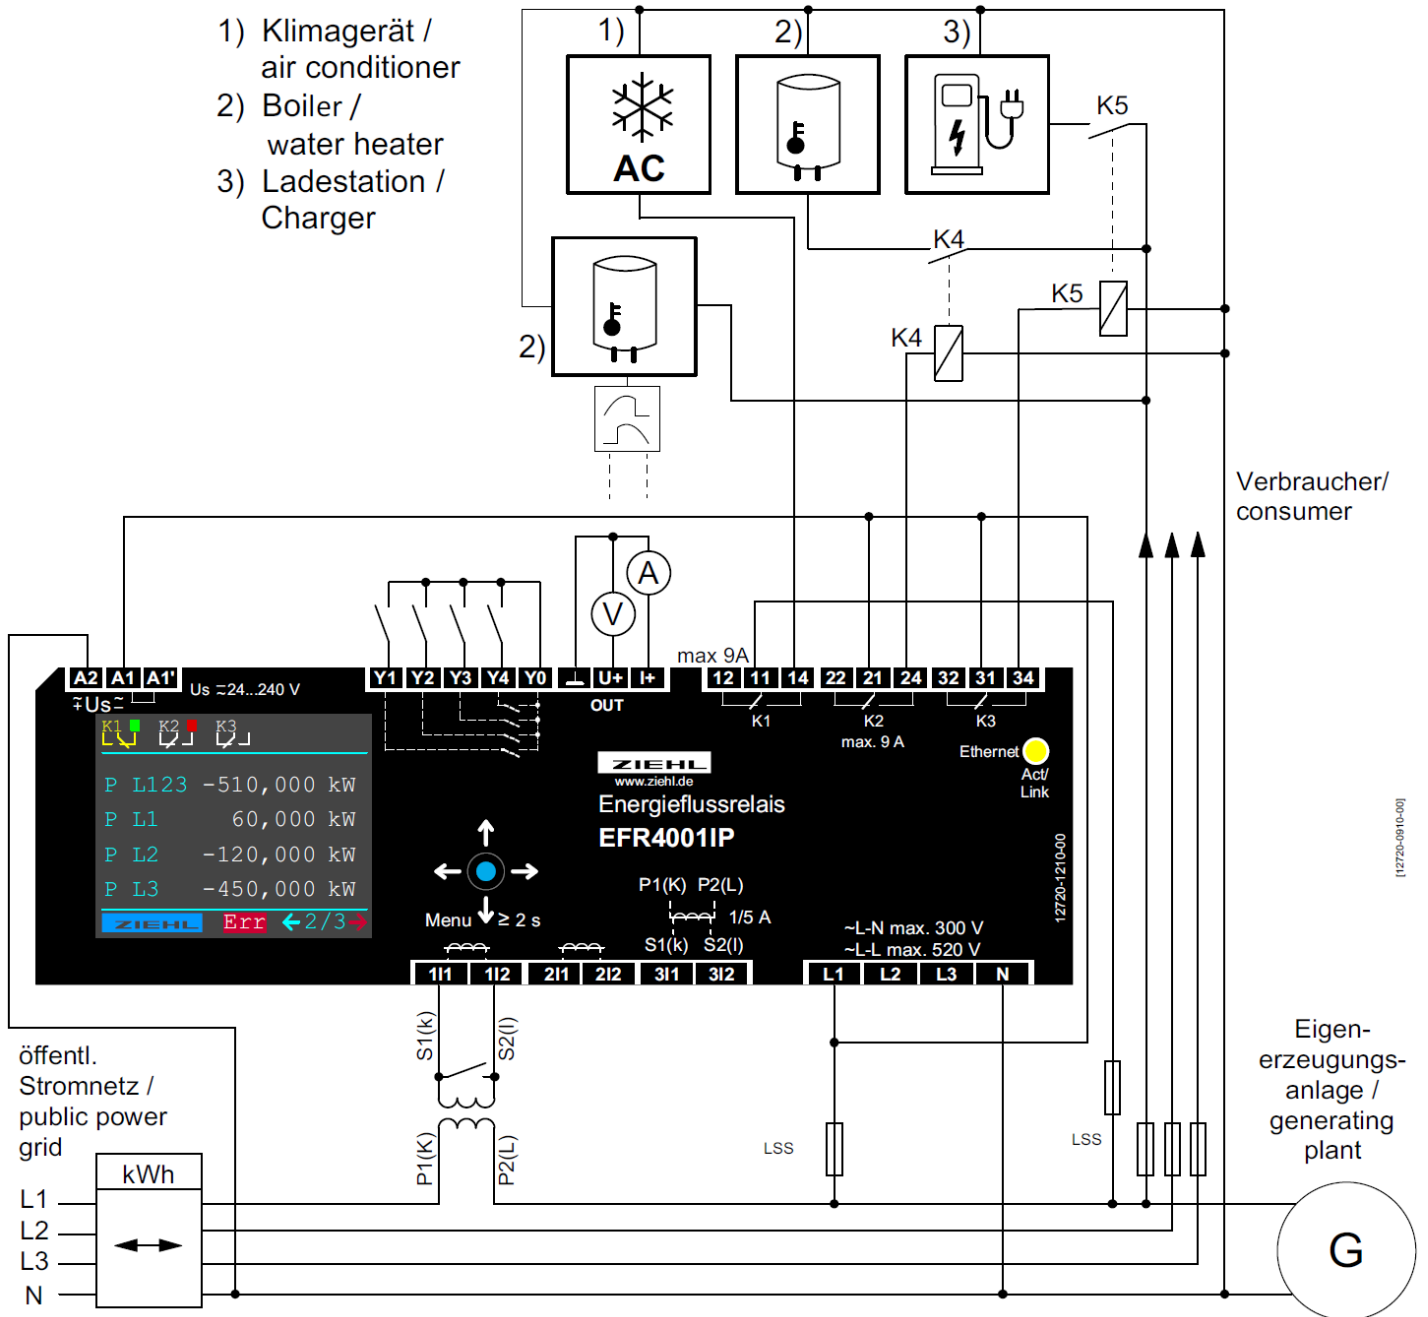 1) Klimagerät /
air conditioner
2) Boiler /
water heater
3) Ladestation /
Charger
1)
2)
3)
AC
K5
K4
K5
K4
2)
Verbraucher/
consumer
A
V
max 9A
A2 A1 A1' Y1 Y2 Y3 Y4 Y0 ⊥ U+ I+ 12 11 14 22 21 24 32 31 34
Us 24...240 V
Us
OUT
K1 K2 K3
max. 9 A
K1 K2 K3
Ethernet
Act/
Link
ZIEHL
www.ziehl.de
Energieflussrelais
EFR4001IP
P L123 -510,000 kW
P L1 60,000 kW
P L2 -120,000 kW
P L3 -450,000 kW
ZIEHL Err ←2/3→
Menu ≥ 2 s
P1(K) P2(L)
1/5 A
S1(k) S2(l)
~L-N max. 300 V
~L-L max. 520 V
12720-1210-00
[12720-0910-00]
1I1 1I2 2I1 2I2 3I1 3I2 L1 L2 L3 N
S1(k) S2(l)
P1(K) P2(L)
LSS
LSS
öffentl.
Stromnetz /
public power
grid
kWh
L1
L2
L3
N
Eigen-
erzeugungs-
anlage /
generating
plant
G